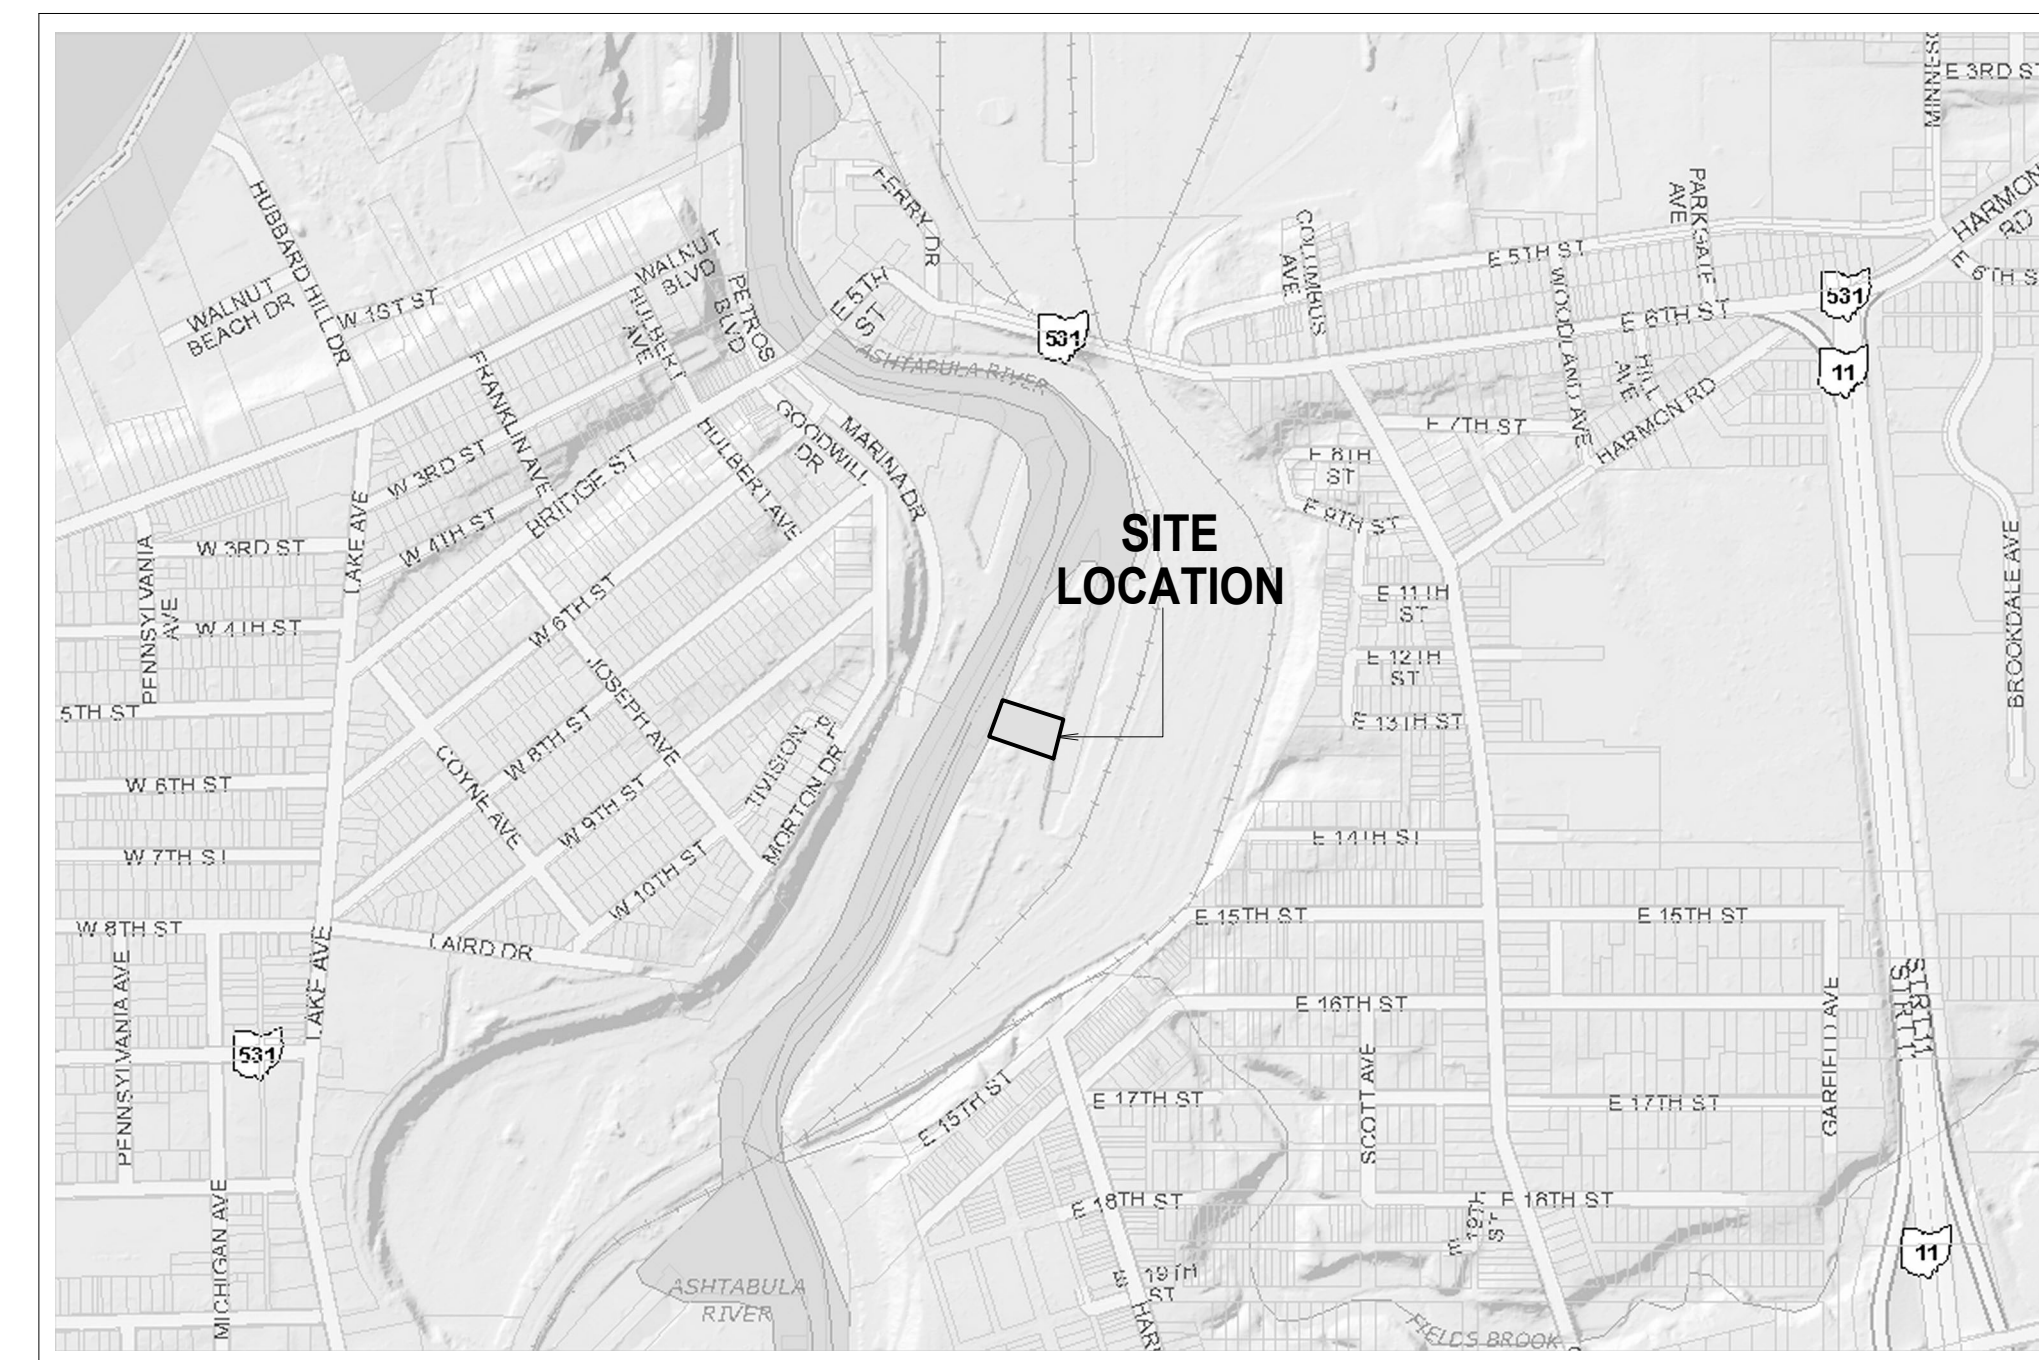 E 3RD ST
HUBBARD HILL DR
WALNUT
BEACH DR
W 1ST ST
WALNUT
BLVD
HULBERT
AVE
PETROS
BLVD
FERRY DR
E 5TH
ST
531
ASHTABULA RIVER
COLUMBUS
AVE
E 5TH ST
PARKGATE
AVE
HARMON
RD
E 6TH S
531
E 6TH ST
WOODLAND AVE
HILL
AVE
HARMON RD
11
FRANKLIN AVE
W 3RD ST
BRIDGE ST
W 4TH ST
HULBERT AVE
GOODWILL
DR
MARINA DR
E 7TH ST
E 8TH
ST
E 9TH ST
SITE
LOCATION
LAKE AVE
W 3RD ST
PENNSYLVANIA
AVE
W 4TH ST
5TH ST
W 6TH ST
W 7TH ST
W 8TH ST
W 6TH ST
JOSEPH AVE
W 8TH ST
COYNE AVE
W 9TH ST
W 10TH ST
MORTON DR
E 11TH
ST
E 12TH
ST
E 13TH ST
BROOKDALE AVE
E 14TH ST
E 15TH ST
E 15TH ST
LAIRD DR
LAKE AVE
PENNSYLVANIA AVE
531
MICHIGAN AVE
E 16TH ST
ST RT 11
ST RT 11
GARFIELD AVE
SCOTT AVE
E 15TH ST
E 17TH ST
E 17TH ST
E 18TH ST
E 18TH ST
E 19TH
ST
E 19TH
ST
11
ASHTABULA
RIVER
FIELDS BROOK